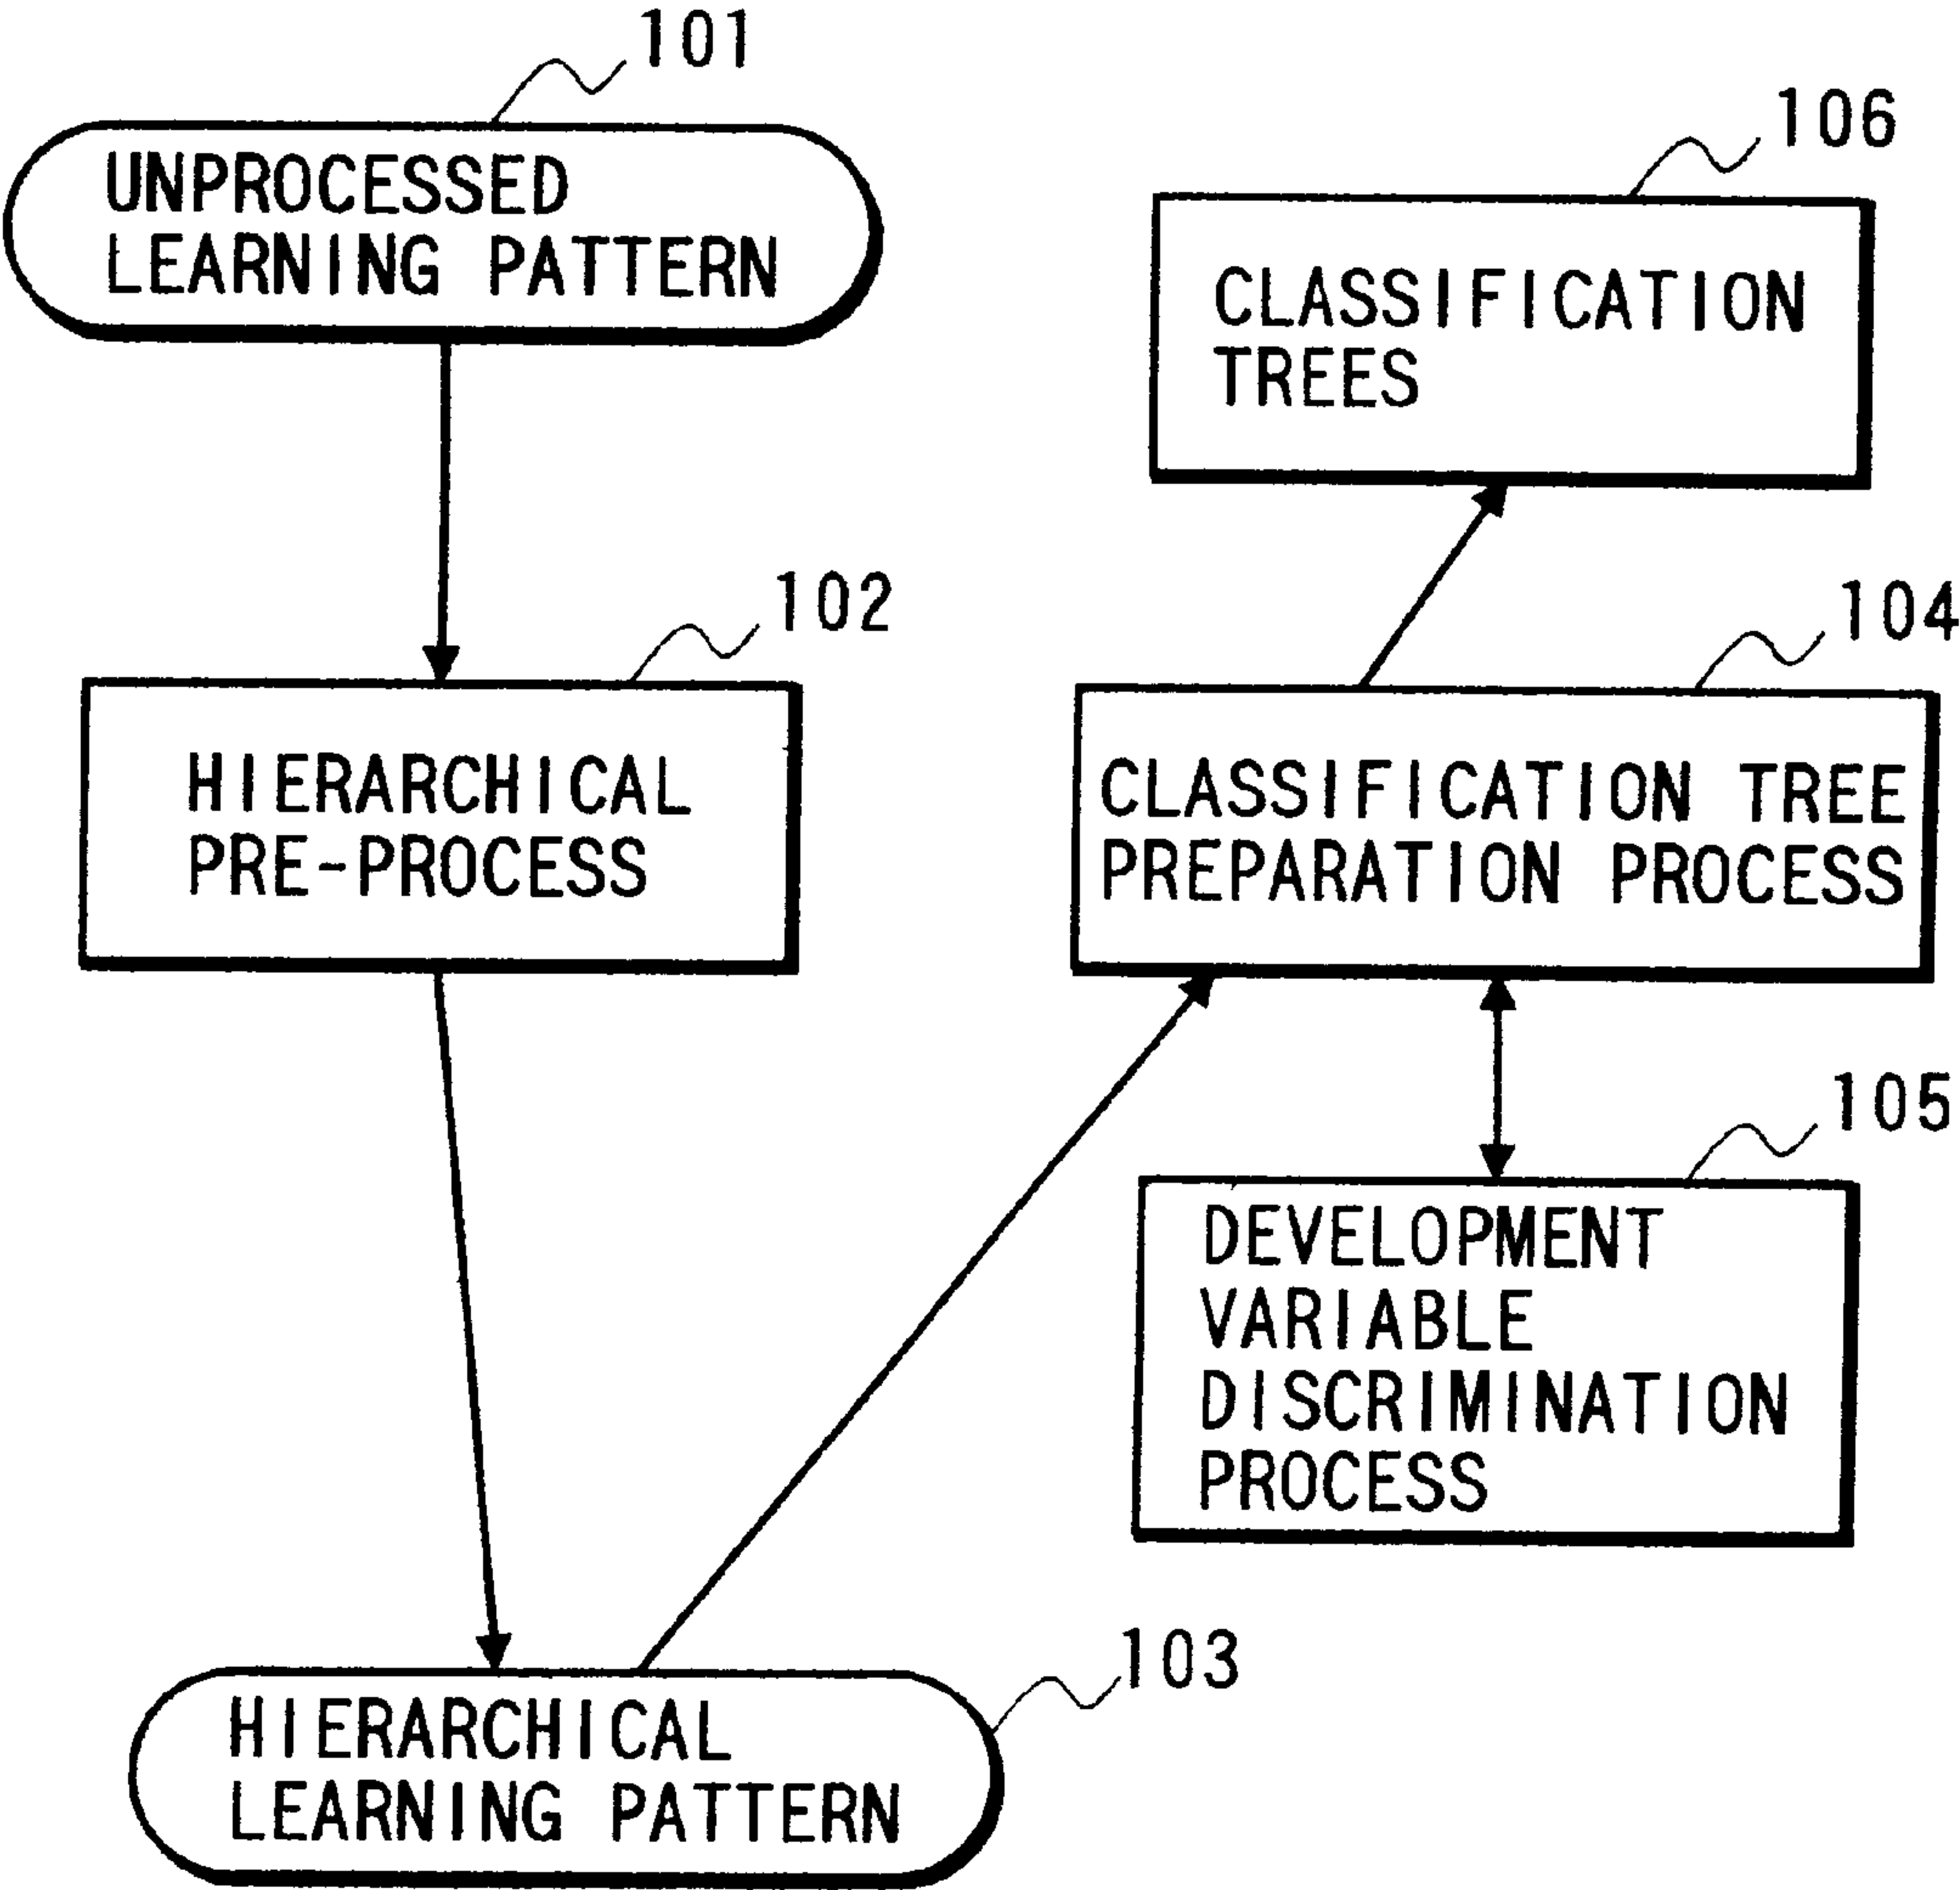 101
UNPROCESSED
LEARNING PATTERN
106
CLASSIFICATION
TREES
102
HIERARCHICAL
PRE-PROCESS
104
CLASSIFICATION TREE
PREPARATION PROCESS
105
DEVELOPMENT
VARIABLE
DISCRIMINATION
PROCESS
103
HIERARCHICAL
LEARNING PATTERN